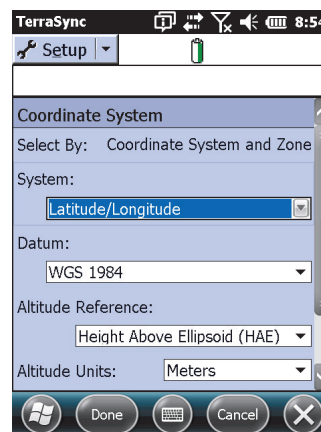 TerraSync 8:54
Setup
Coordinate System
Select By: Coordinate System and Zone
System:
Latitude/Longitude
Datum:
WGS 1984
Altitude Reference:
Height Above Ellipsoid (HAE)
Altitude Units: Meters
Done Cancel